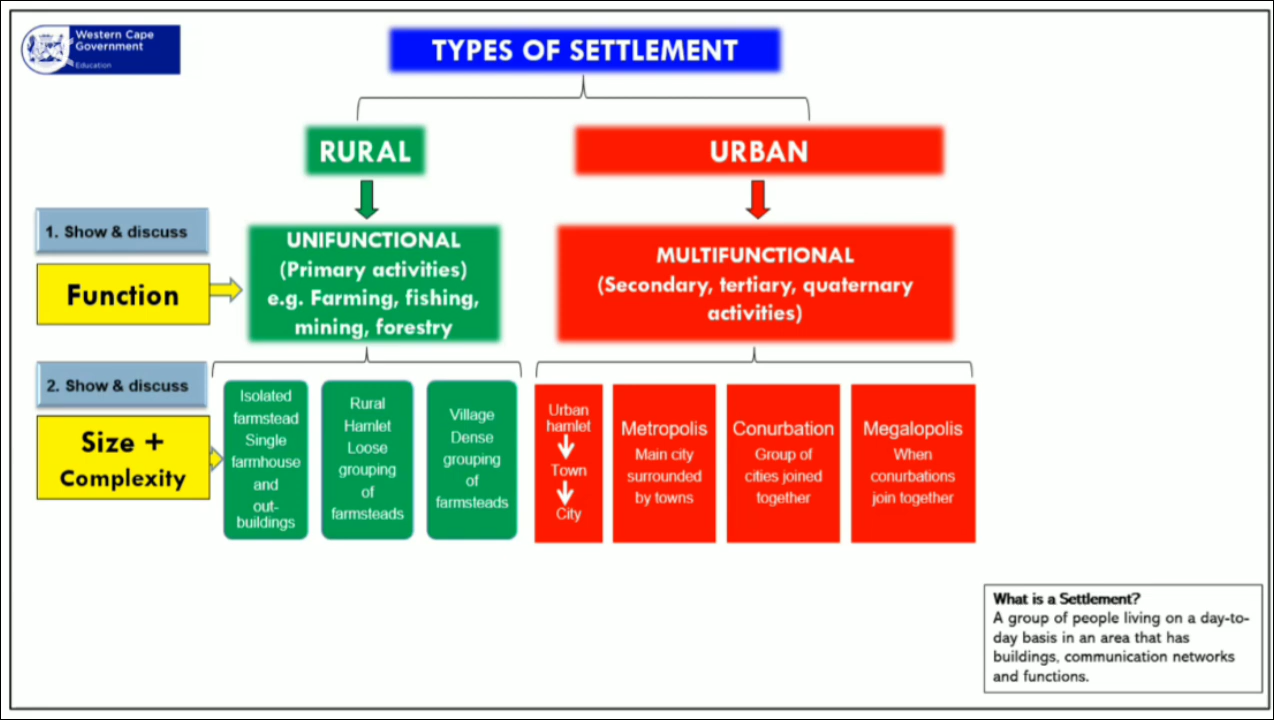 Western Cape
Government
Education
TYPES OF SETTLEMENT
RURAL
URBAN
1. Show & discuss
Function
UNIFUNCTIONAL
(Primary activities)
e.g. Farming, fishing,
mining, forestry
MULTIFUNCTIONAL
(Secondary, tertiary, quaternary
activities)
2. Show & discuss
Size +
Complexity
Isolated
farmstead
Single
farmhouse
and
out-
buildings
Rural
Hamlet
Loose
grouping
of
farmsteads
Village
Dense
grouping
of
farmsteads
Urban
hamlet
Town
City
Metropolis
Main city
surrounded
by towns
Conurbation
Group of
cities joined
together
Megalopolis
When
conurbations
join together
What is a Settlement?
A group of people living on a day-to-
day basis in an area that has
buildings, communication networks
and functions.